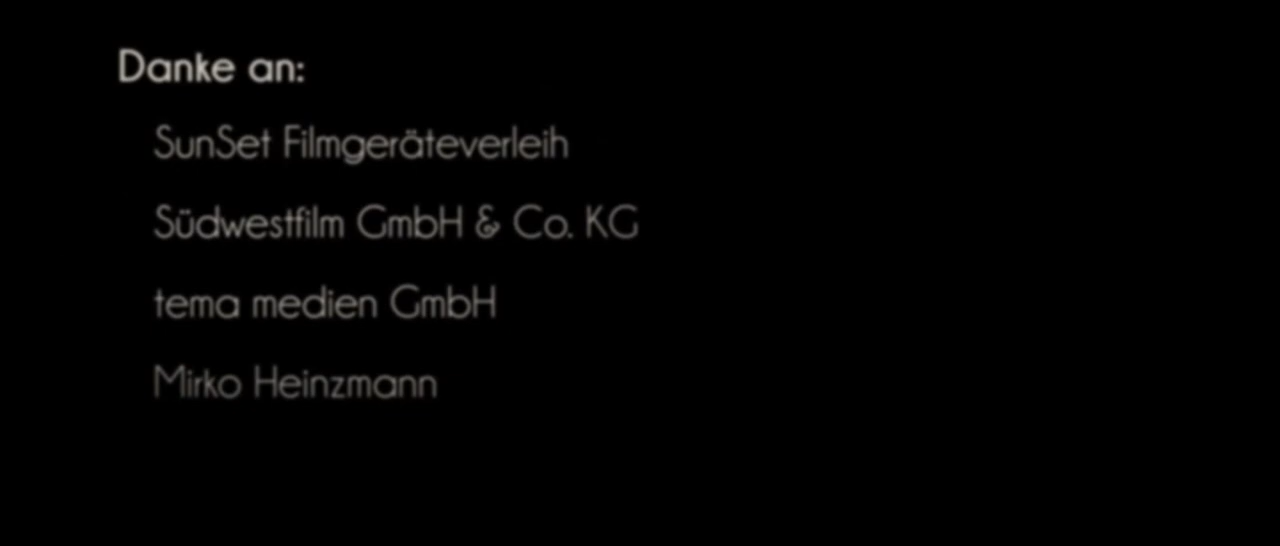 Danke an:
SunSet Filmgeräteverleih
Südwestfilm GmbH & Co. KG
tema medien GmbH
Mirko Heinzmann